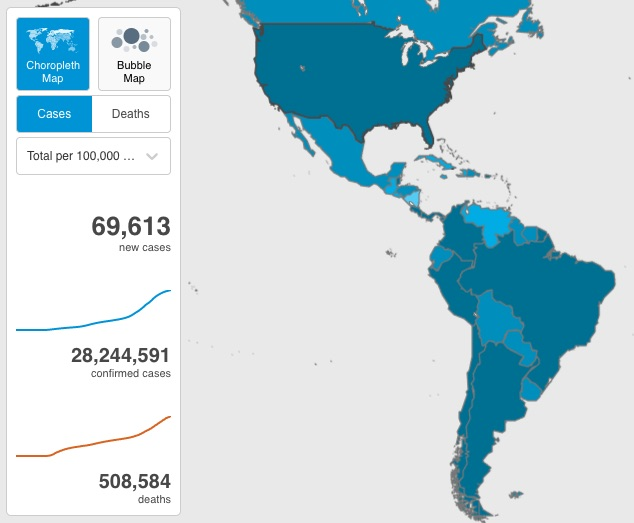 Choropleth
Map
Bubble
Map
Cases
Deaths
Total per 100,000 ...
69,613
new cases
28,244,591
confirmed cases
508,584
deaths